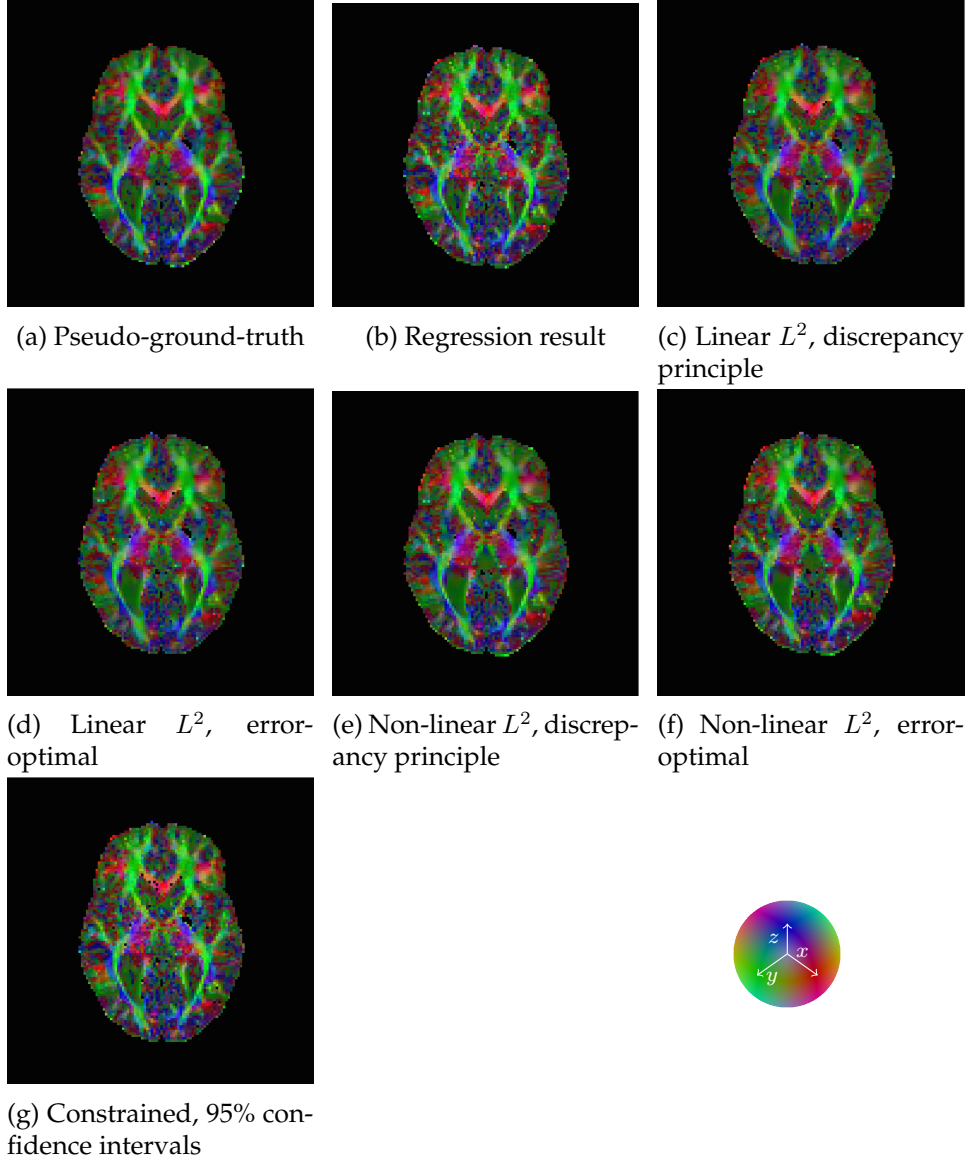 (a) Pseudo-ground-truth
(b) Regression result
(c) Linear L², discrepancy
principle
(d) Linear L², error-
optimal
(e) Non-linear L², discrep-
ancy principle
(f) Non-linear L², error-
optimal
z
x
y
(g) Constrained, 95% con-
fidence intervals